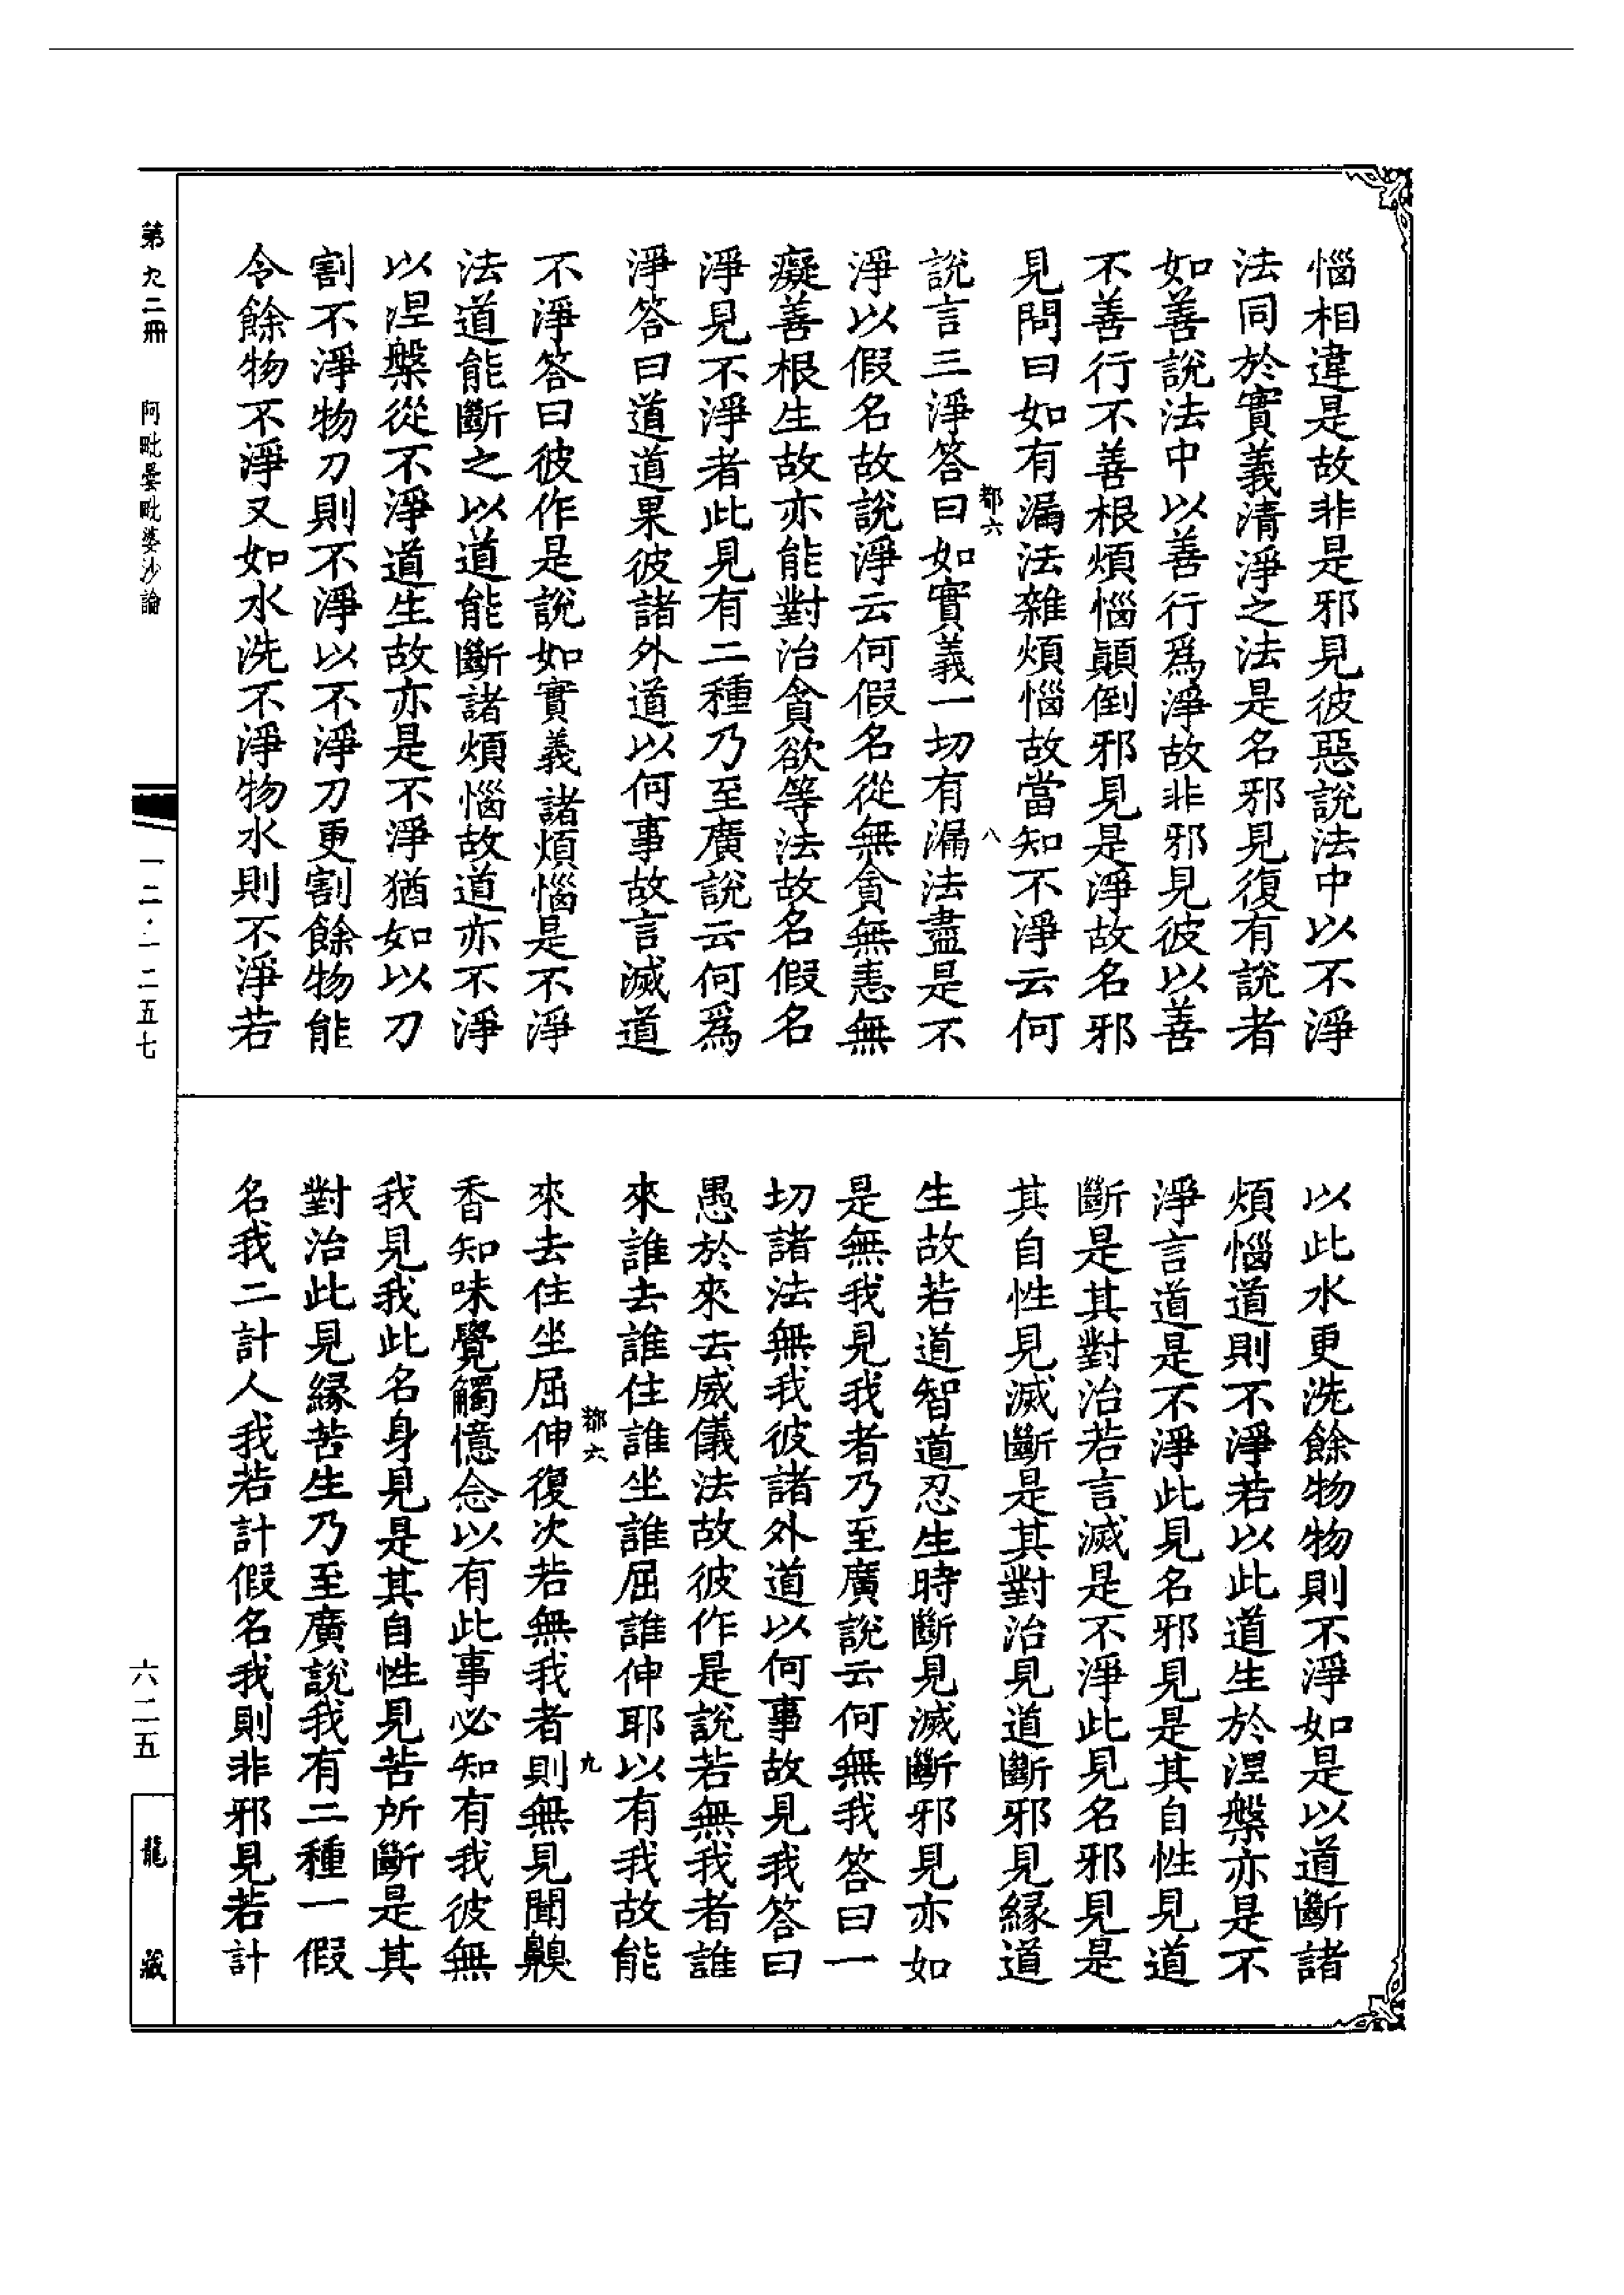 惱相違是故非是邪見彼惡說法中以不淨
法同於實義清淨之法是名邪見復有說者
如善說法中以善行爲淨故非邪見彼以善
不善行不善根煩惱顚倒邪見是淨故名邪
見問曰如有漏法雜煩惱故當知不淨云何
鄀六 八
說言三淨答曰如實義一切有漏法盡是不
淨以假名故說淨云何假名從無貪無恚無
癡善根生故亦能對治貪欲等法故名假名
淨見不淨者此見有二種乃至廣說云何爲
淨答曰道道果彼諸外道以何事故言滅道
不淨答曰彼作是說如實義諸煩惱是不淨
法道能斷之以道能斷諸煩惱故道亦不淨
以涅槃從不淨道生故亦是不淨猶如以刀
割不淨物刀則不淨以不淨刀更割餘物能
令餘物不淨又如水洗不淨物水則不淨若
以此水更洗餘物物則不淨如是以道斷諸
煩惱道則不淨若以此道生於涅槃亦是不
淨言道是不淨此見名邪見是其自性見道
斷是其對治若言滅是不淨此見名邪見是
其自性見滅斷是其對治見道斷邪見緣道
生故若道智道忍生時斷見滅斷邪見亦如
是無我見我者乃至廣說云何無我答曰一
切諸法無我彼諸外道以何事故見我答曰
愚於來去威儀法故彼作是說若無我者誰
來誰去誰住誰坐誰屈誰伸耶以有我故能
鄀六 九
來去住坐屈伸復次若無我者則無見聞齅
香知味覺觸憶念以有此事必知有我彼無
我見我此名身見是其自性見苦所斷是其
對治此見緣苦生乃至廣說我有二種一假
名我二計人我若計假名我則非邪見若計
第九二冊 阿毗曇毗婆沙論
一二·一二五七
六二五
龍藏